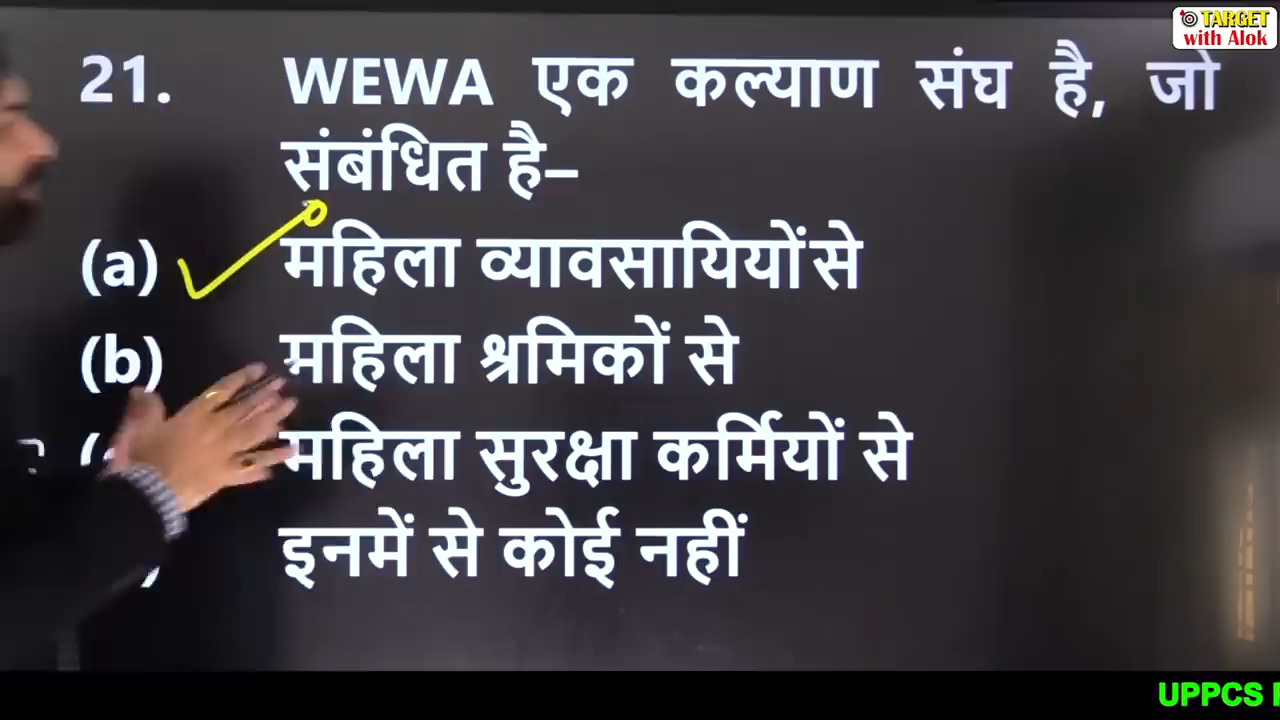 TARGET
with Alok
21. WEWA एक कल्याण संघ है, जो
संबंधित है–
(a) महिला व्यावसायियों से
(b) महिला श्रमिकों से
महिला सुरक्षा कर्मियों से
इनमें से कोई नहीं
UPPCS